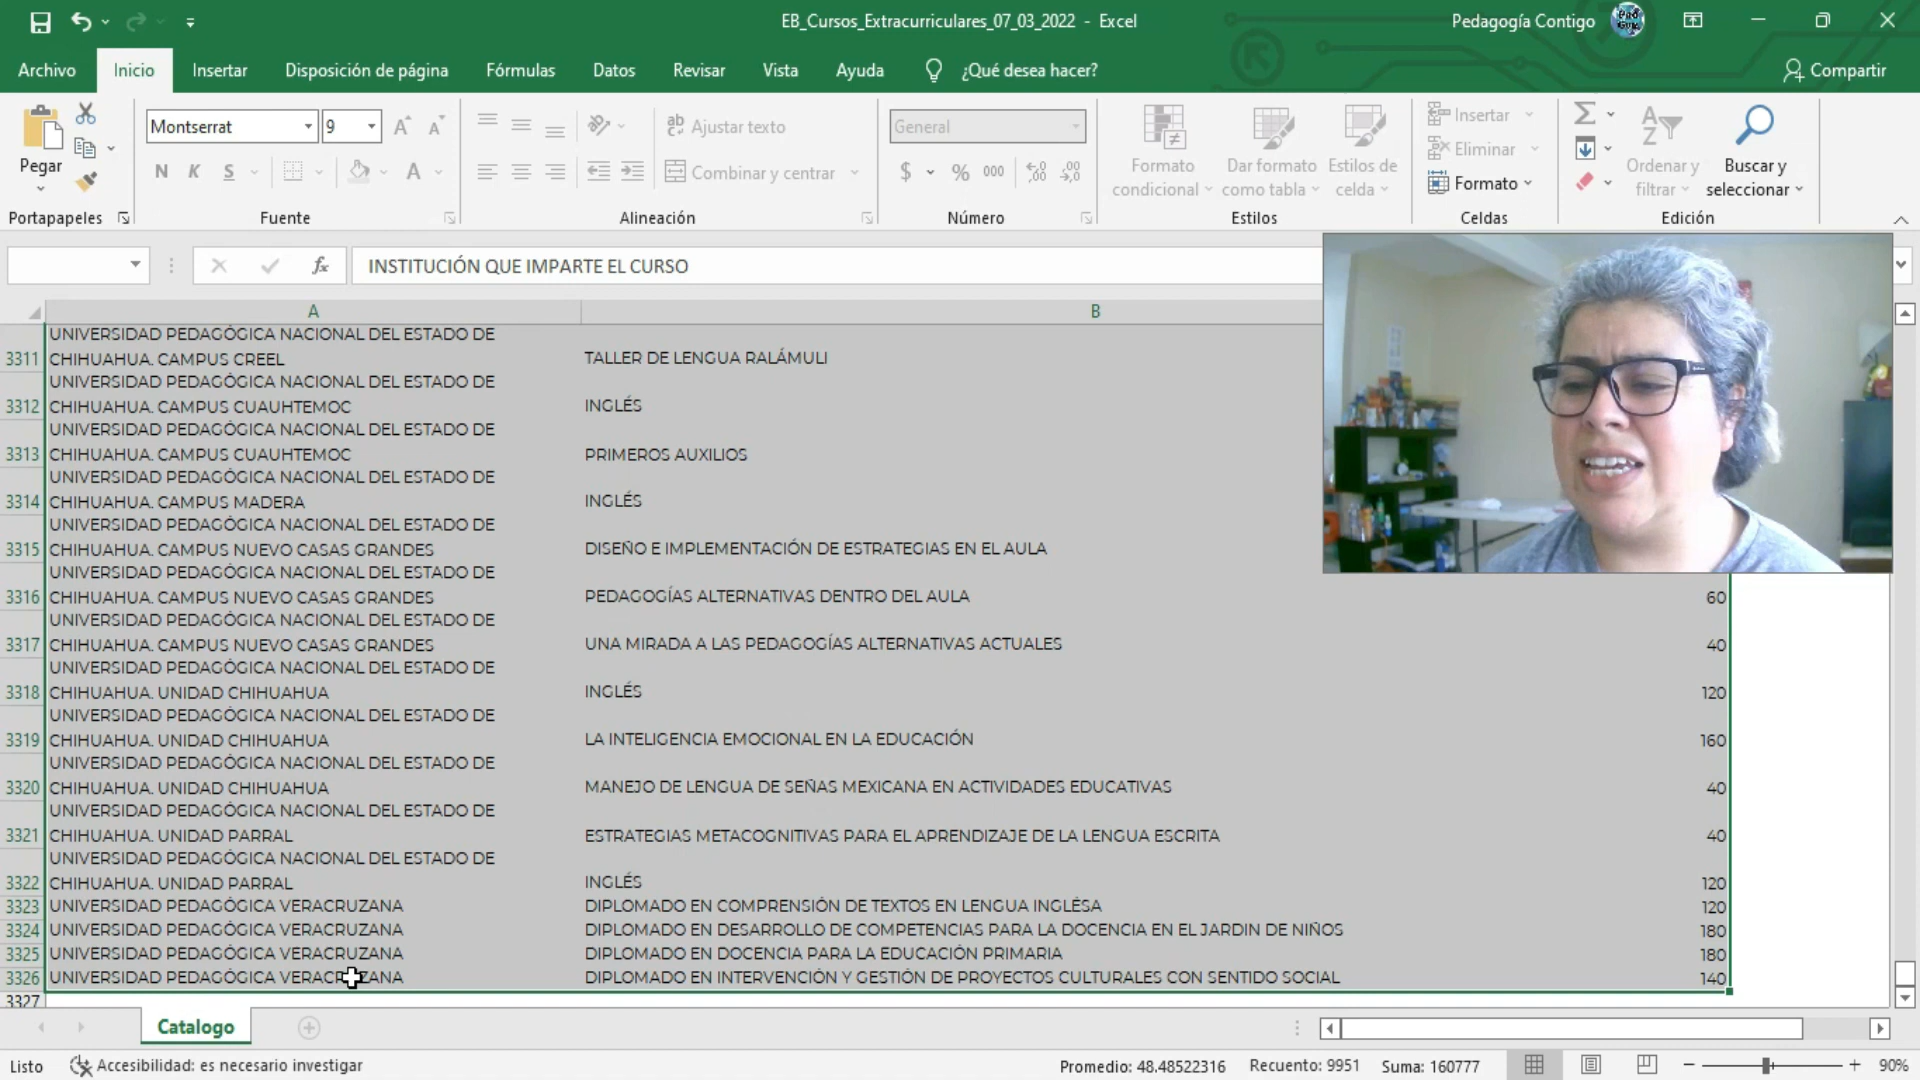 EB_Cursos_Extracurriculares_07_03_2022 - Excel
Pedagogía Contigo
Archivo Inicio Insertar Disposición de página Fórmulas Datos Revisar Vista Ayuda ¿Qué desea hacer? Compartir
Montserrat 9
Ajustar texto
General
Insertar
Pegar
N K S
A
Combinar y centrar
$ % 000
Formato condicional
Dar formato como tabla
Estilos de celda
Eliminar
Formato
Ordenar y filtrar
Buscar y seleccionar
Portapapeles Fuente Alineación Número Estilos Celdas Edición
fx INSTITUCIÓN QUE IMPARTE EL CURSO
A B
UNIVERSIDAD PEDAGÓGICA NACIONAL DEL ESTADO DE
3311 CHIHUAHUA. CAMPUS CREEL TALLER DE LENGUA RALÁMULI
UNIVERSIDAD PEDAGÓGICA NACIONAL DEL ESTADO DE
3312 CHIHUAHUA. CAMPUS CUAUHTEMOC INGLÉS
UNIVERSIDAD PEDAGÓGICA NACIONAL DEL ESTADO DE
3313 CHIHUAHUA. CAMPUS CUAUHTEMOC PRIMEROS AUXILIOS
UNIVERSIDAD PEDAGÓGICA NACIONAL DEL ESTADO DE
3314 CHIHUAHUA. CAMPUS MADERA INGLÉS
UNIVERSIDAD PEDAGÓGICA NACIONAL DEL ESTADO DE
3315 CHIHUAHUA. CAMPUS NUEVO CASAS GRANDES DISEÑO E IMPLEMENTACIÓN DE ESTRATEGIAS EN EL AULA
UNIVERSIDAD PEDAGÓGICA NACIONAL DEL ESTADO DE
3316 CHIHUAHUA. CAMPUS NUEVO CASAS GRANDES PEDAGOGÍAS ALTERNATIVAS DENTRO DEL AULA 60
UNIVERSIDAD PEDAGÓGICA NACIONAL DEL ESTADO DE
3317 CHIHUAHUA. CAMPUS NUEVO CASAS GRANDES UNA MIRADA A LAS PEDAGOGÍAS ALTERNATIVAS ACTUALES 40
UNIVERSIDAD PEDAGÓGICA NACIONAL DEL ESTADO DE
3318 CHIHUAHUA. UNIDAD CHIHUAHUA INGLÉS 120
UNIVERSIDAD PEDAGÓGICA NACIONAL DEL ESTADO DE
3319 CHIHUAHUA. UNIDAD CHIHUAHUA LA INTELIGENCIA EMOCIONAL EN LA EDUCACIÓN 160
UNIVERSIDAD PEDAGÓGICA NACIONAL DEL ESTADO DE
3320 CHIHUAHUA. UNIDAD CHIHUAHUA MANEJO DE LENGUA DE SEÑAS MEXICANA EN ACTIVIDADES EDUCATIVAS 40
UNIVERSIDAD PEDAGÓGICA NACIONAL DEL ESTADO DE
3321 CHIHUAHUA. UNIDAD PARRAL ESTRATEGIAS METACOGNITIVAS PARA EL APRENDIZAJE DE LA LENGUA ESCRITA 40
UNIVERSIDAD PEDAGÓGICA NACIONAL DEL ESTADO DE
3322 CHIHUAHUA. UNIDAD PARRAL INGLÉS 120
3323 UNIVERSIDAD PEDAGÓGICA VERACRUZANA DIPLOMADO EN COMPRENSIÓN DE TEXTOS EN LENGUA INGLÉSA 120
3324 UNIVERSIDAD PEDAGÓGICA VERACRUZANA DIPLOMADO EN DESARROLLO DE COMPETENCIAS PARA LA DOCENCIA EN EL JARDIN DE NIÑOS 180
3325 UNIVERSIDAD PEDAGÓGICA VERACRUZANA DIPLOMADO EN DOCENCIA PARA LA EDUCACIÓN PRIMARIA 180
3326 UNIVERSIDAD PEDAGÓGICA VERACRUZANA DIPLOMADO EN INTERVENCIÓN Y GESTIÓN DE PROYECTOS CULTURALES CON SENTIDO SOCIAL 140
3327
Catalogo
Listo Accesibilidad: es necesario investigar Promedio: 48.48522316 Recuento: 9951 Suma: 160777 90%